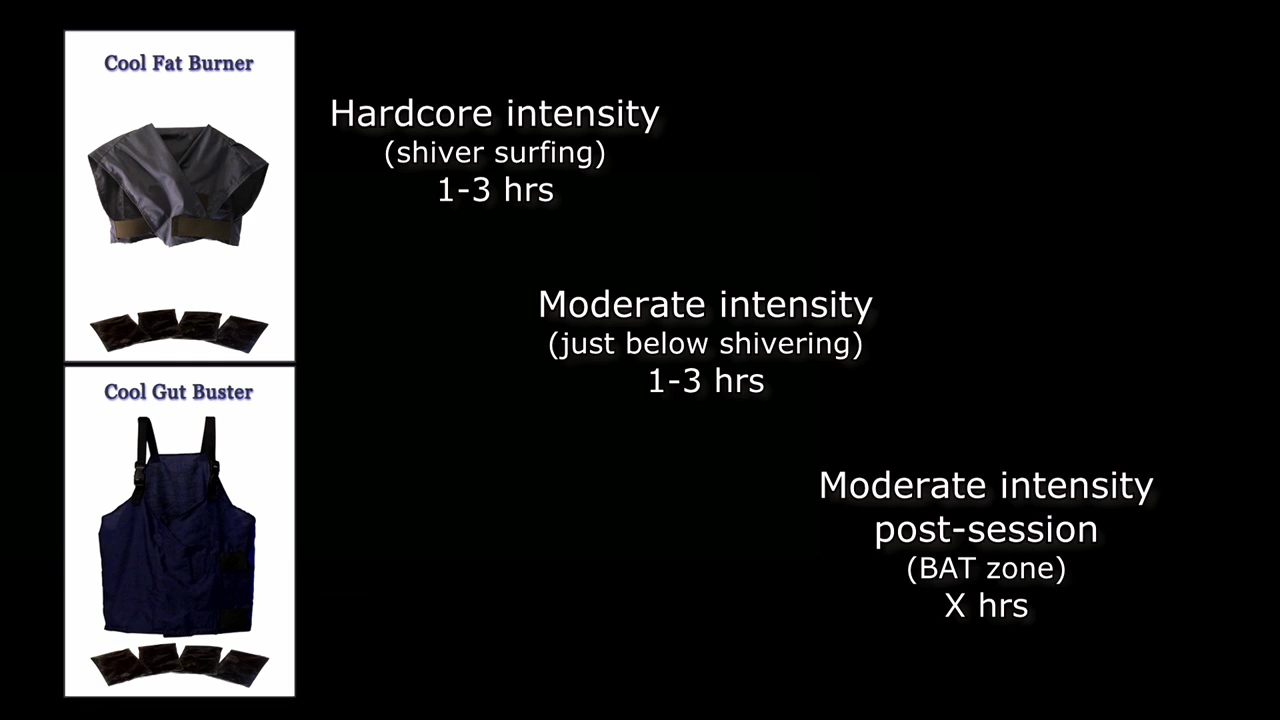 Cool Fat Burner
Hardcore intensity
(shiver surfing)
1-3 hrs
Moderate intensity
(just below shivering)
1-3 hrs
Cool Gut Buster
Moderate intensity
post-session
(BAT zone)
X hrs